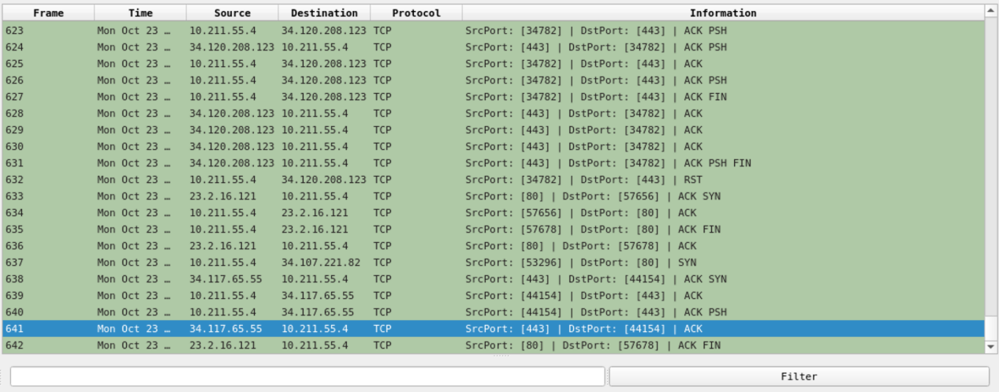 Frame Time Source Destination Protocol Information
623 Mon Oct 23 … 10.211.55.4 34.120.208.123 TCP SrcPort: [34782] | DstPort: [443] | ACK PSH
624 Mon Oct 23 … 34.120.208.123 10.211.55.4 TCP SrcPort: [443] | DstPort: [34782] | ACK PSH
625 Mon Oct 23 … 10.211.55.4 34.120.208.123 TCP SrcPort: [34782] | DstPort: [443] | ACK
626 Mon Oct 23 … 10.211.55.4 34.120.208.123 TCP SrcPort: [34782] | DstPort: [443] | ACK PSH
627 Mon Oct 23 … 10.211.55.4 34.120.208.123 TCP SrcPort: [34782] | DstPort: [443] | ACK FIN
628 Mon Oct 23 … 34.120.208.123 10.211.55.4 TCP SrcPort: [443] | DstPort: [34782] | ACK
629 Mon Oct 23 … 34.120.208.123 10.211.55.4 TCP SrcPort: [443] | DstPort: [34782] | ACK
630 Mon Oct 23 … 34.120.208.123 10.211.55.4 TCP SrcPort: [443] | DstPort: [34782] | ACK
631 Mon Oct 23 … 34.120.208.123 10.211.55.4 TCP SrcPort: [443] | DstPort: [34782] | ACK PSH FIN
632 Mon Oct 23 … 10.211.55.4 34.120.208.123 TCP SrcPort: [34782] | DstPort: [443] | RST
633 Mon Oct 23 … 23.2.16.121 10.211.55.4 TCP SrcPort: [80] | DstPort: [57656] | ACK SYN
634 Mon Oct 23 … 10.211.55.4 23.2.16.121 TCP SrcPort: [57656] | DstPort: [80] | ACK
635 Mon Oct 23 … 10.211.55.4 23.2.16.121 TCP SrcPort: [57678] | DstPort: [80] | ACK FIN
636 Mon Oct 23 … 23.2.16.121 10.211.55.4 TCP SrcPort: [80] | DstPort: [57678] | ACK
637 Mon Oct 23 … 10.211.55.4 34.107.221.82 TCP SrcPort: [53296] | DstPort: [80] | SYN
638 Mon Oct 23 … 34.117.65.55 10.211.55.4 TCP SrcPort: [443] | DstPort: [44154] | ACK SYN
639 Mon Oct 23 … 10.211.55.4 34.117.65.55 TCP SrcPort: [44154] | DstPort: [443] | ACK
640 Mon Oct 23 … 10.211.55.4 34.117.65.55 TCP SrcPort: [44154] | DstPort: [443] | ACK PSH
641 Mon Oct 23 … 34.117.65.55 10.211.55.4 TCP SrcPort: [443] | DstPort: [44154] | ACK
642 Mon Oct 23 … 23.2.16.121 10.211.55.4 TCP SrcPort: [80] | DstPort: [57678] | ACK FIN
Filter